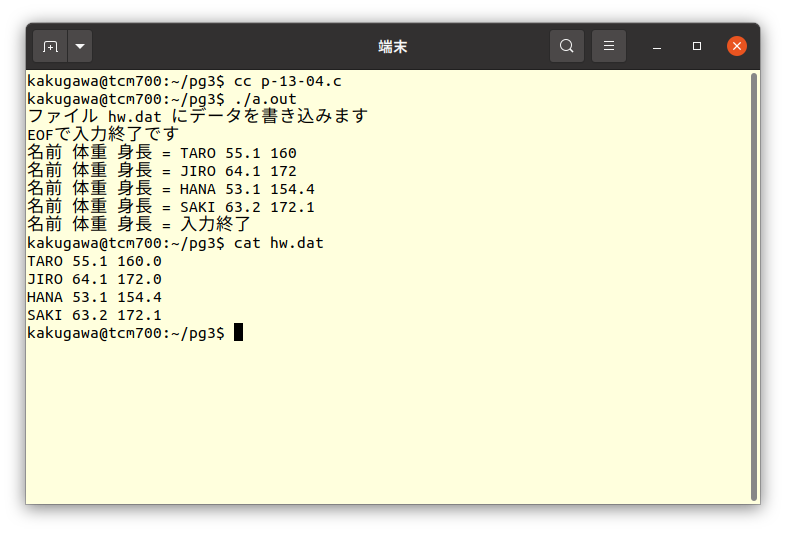 端末
kakugawa@tcm700:~/pg3$ cc p-13-04.c
kakugawa@tcm700:~/pg3$ ./a.out
ファイル hw.dat にデータを書き込みます
EOFで入力終了です
名前 体重 身長 = TARO 55.1 160
名前 体重 身長 = JIRO 64.1 172
名前 体重 身長 = HANA 53.1 154.4
名前 体重 身長 = SAKI 63.2 172.1
名前 体重 身長 = 入力終了
kakugawa@tcm700:~/pg3$ cat hw.dat
TARO 55.1 160.0
JIRO 64.1 172.0
HANA 53.1 154.4
SAKI 63.2 172.1
kakugawa@tcm700:~/pg3$